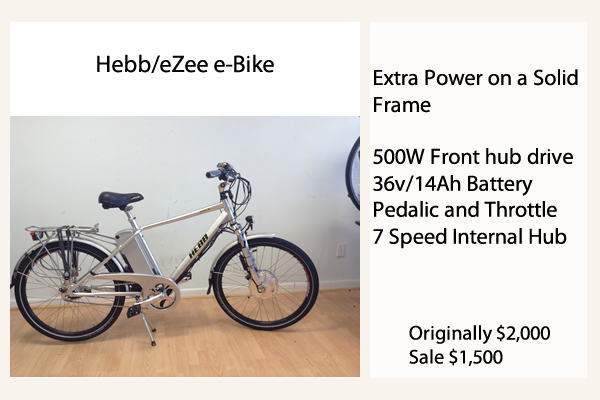 Hebb/eZee e-Bike
HEBB
Extra Power on a Solid
Frame
500W Front hub drive
36v/14Ah Battery
Pedalic and Throttle
7 Speed Internal Hub
Originally $2,000
Sale $1,500